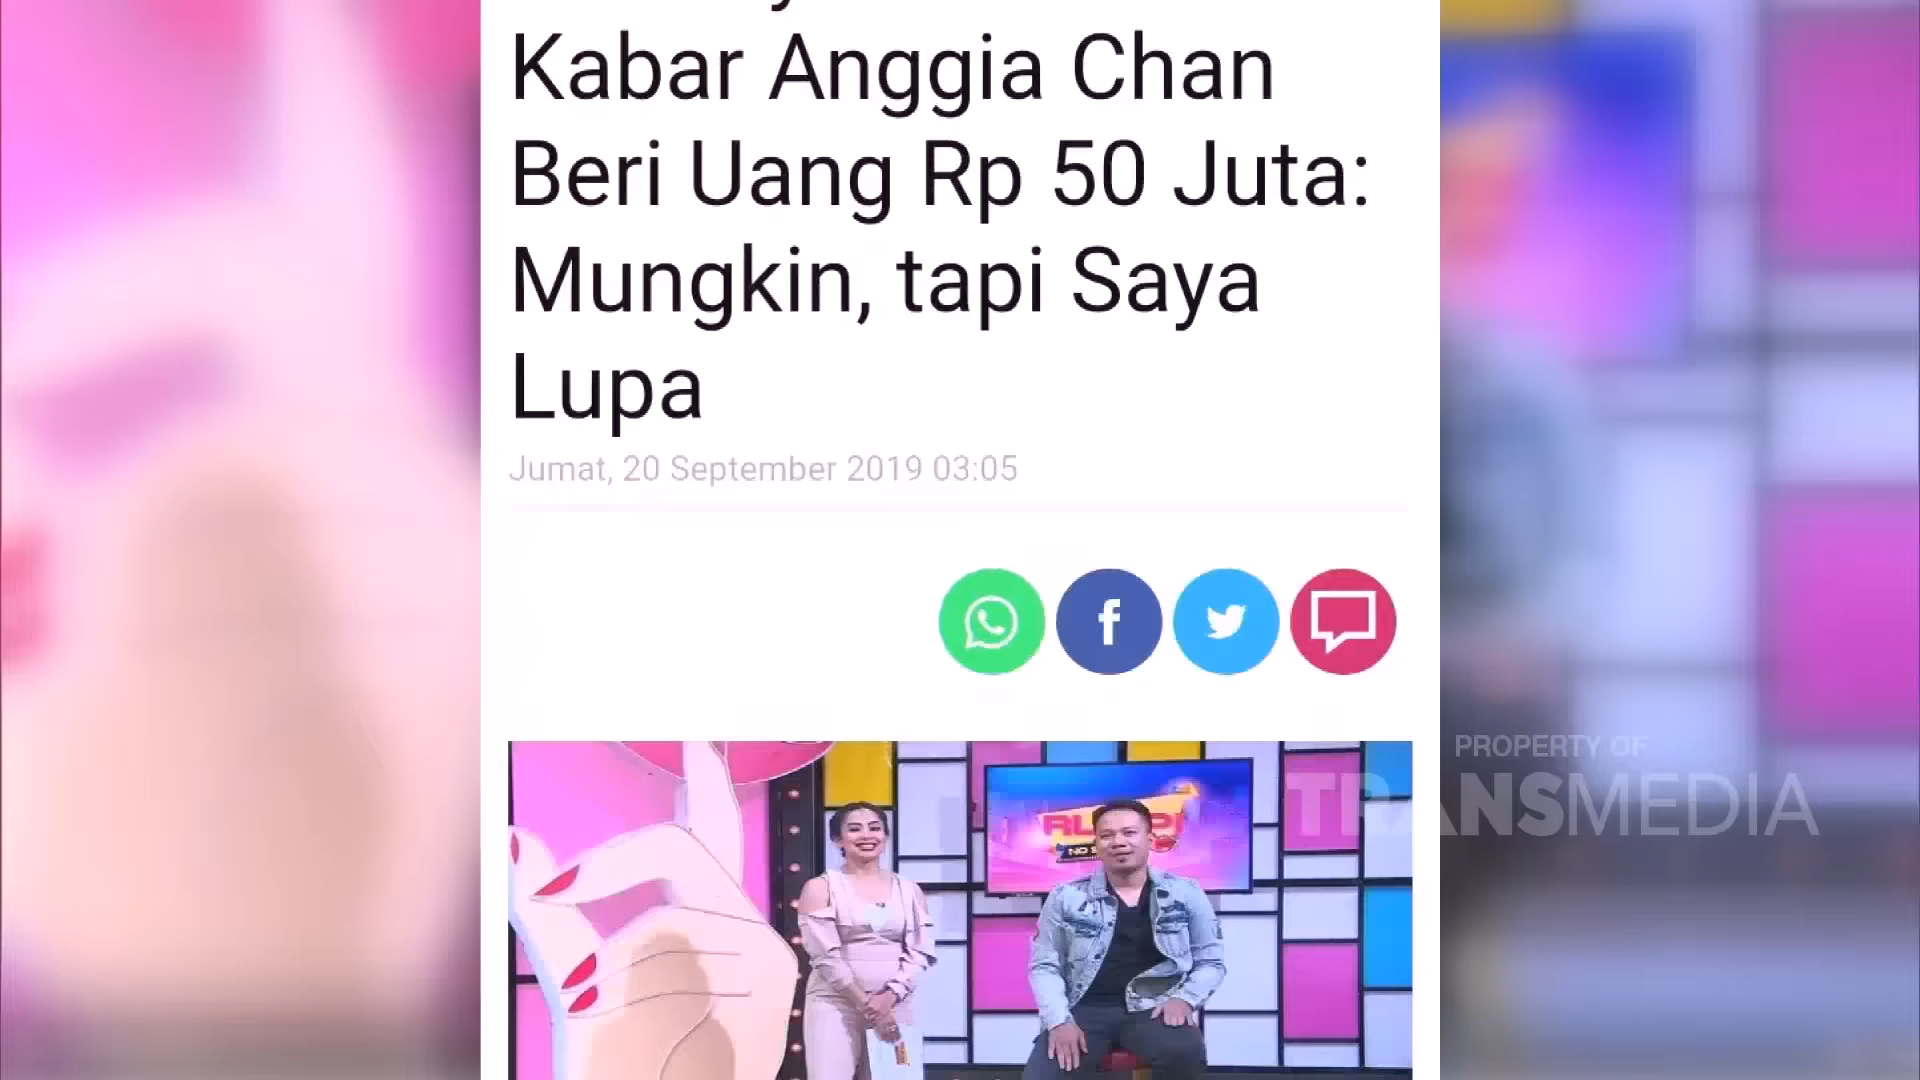 Kabar Anggia Chan
Beri Uang Rp 50 Juta:
Mungkin, tapi Saya
Lupa
Jumat, 20 September 2019 03:05
f
PROPERTY OF
TRANSMEDIA